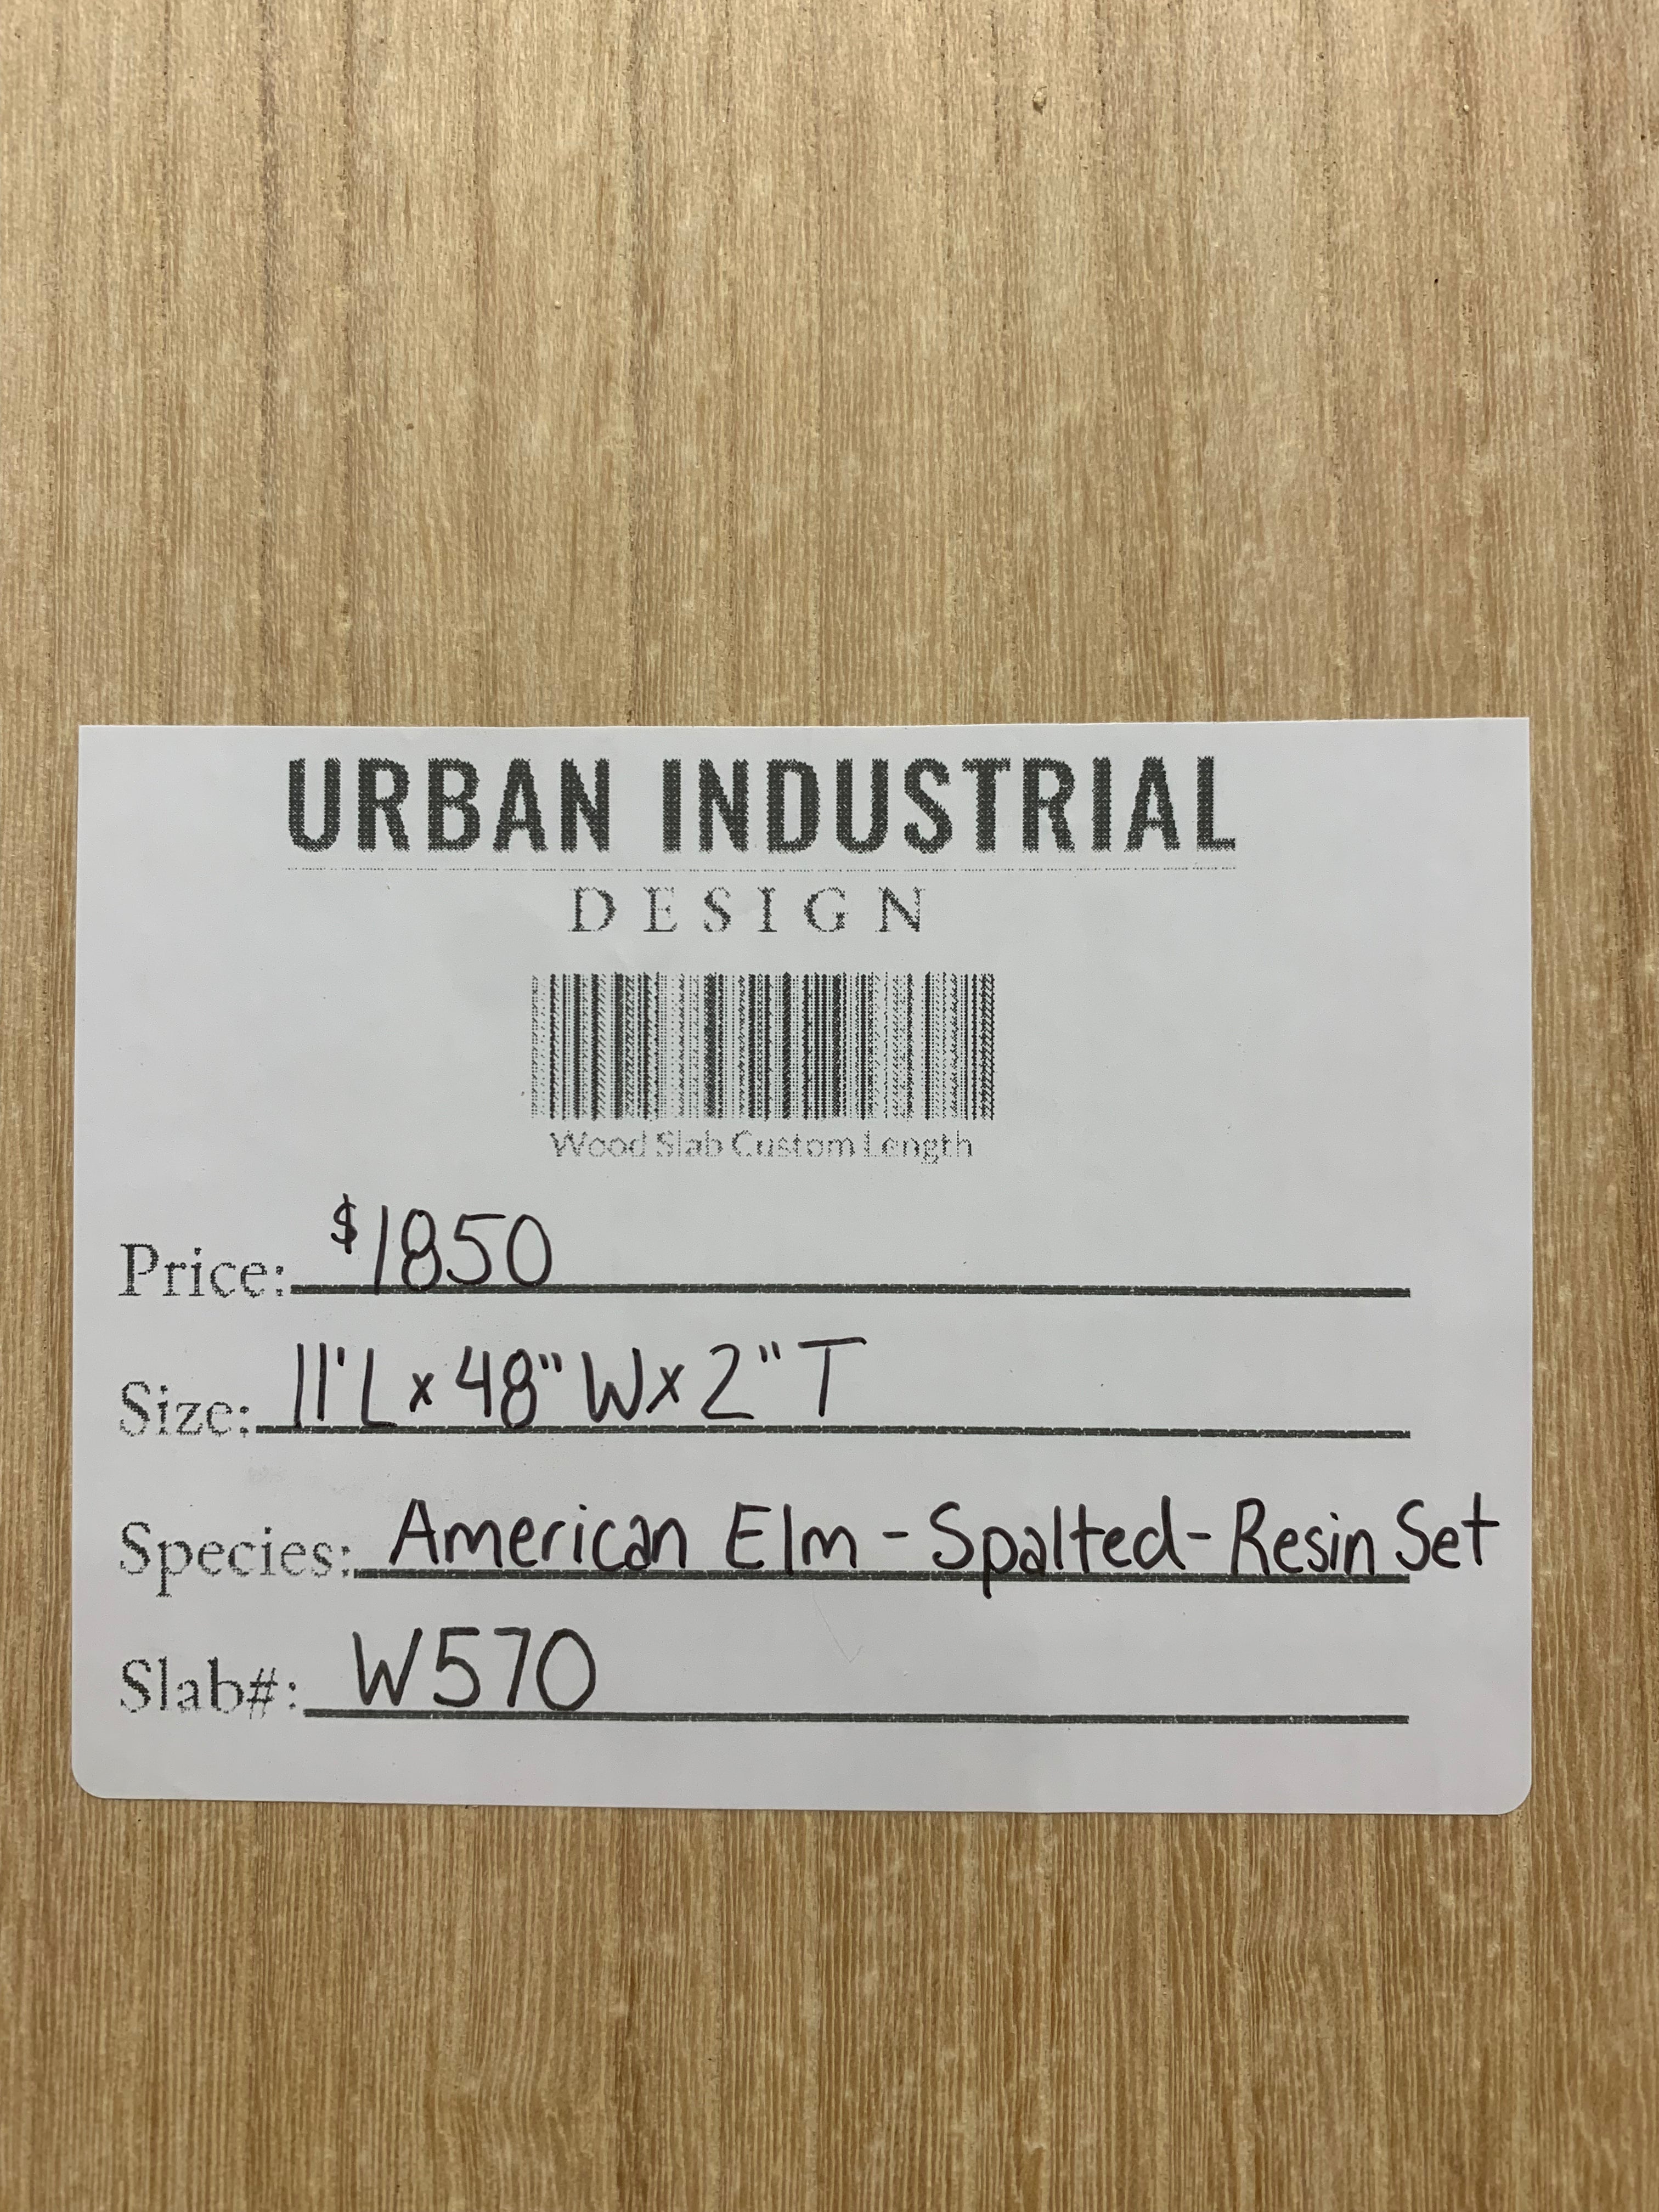 URBAN INDUSTRIAL
DESIGN
Wood Slab Custom Length
Price: $1850
Size: 11'L x 48" W x 2" T
Species: American Elm - Spalted - Resin Set
Slab#: W570